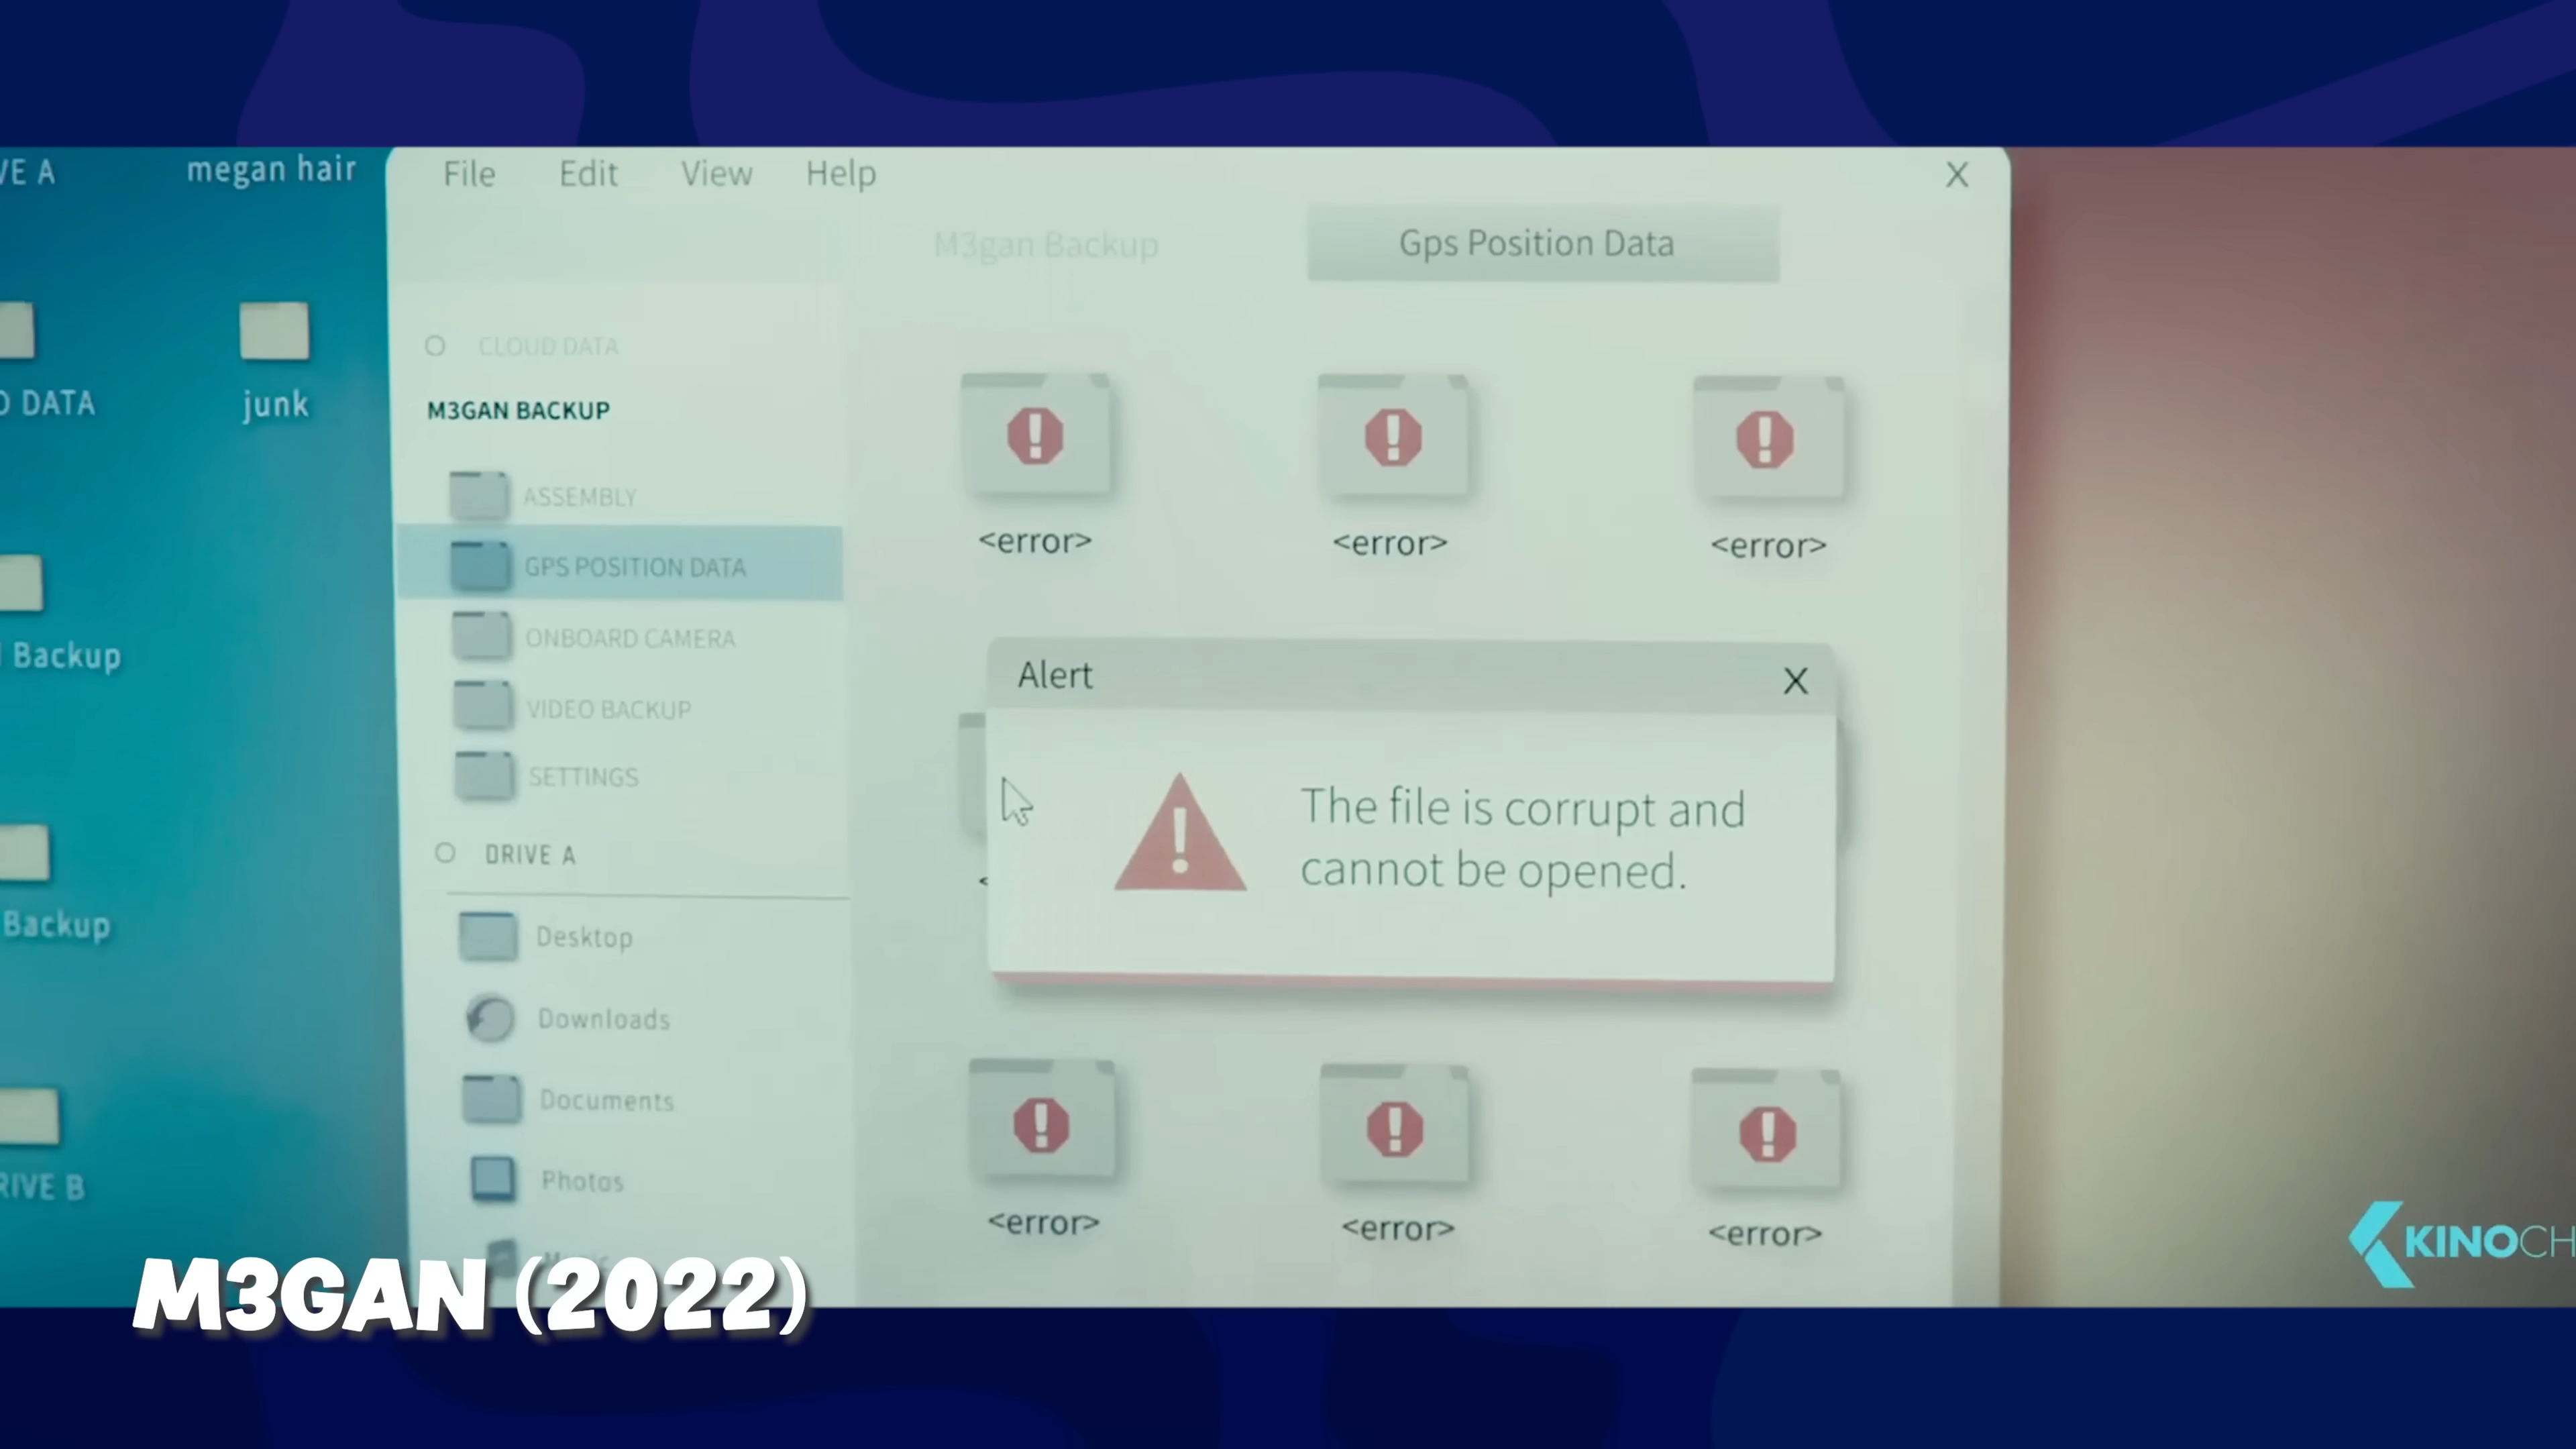 VE A
megan hair
File Edit View Help X
M3gan Backup
Gps Position Data
CLOUD DATA
M3GAN BACKUP
junk
DATA
ASSEMBLY
GPS POSITION DATA
ONBOARD CAMERA
VIDEO BACKUP
SETTINGS
DRIVE A
Desktop
Downloads
Documents
Photos
Backup
Backup
RIVE B
<error>
<error>
<error>
Alert X
The file is corrupt and
cannot be opened.
<
<error>
<error>
<error>
M3GAN (2022)
KINOCH